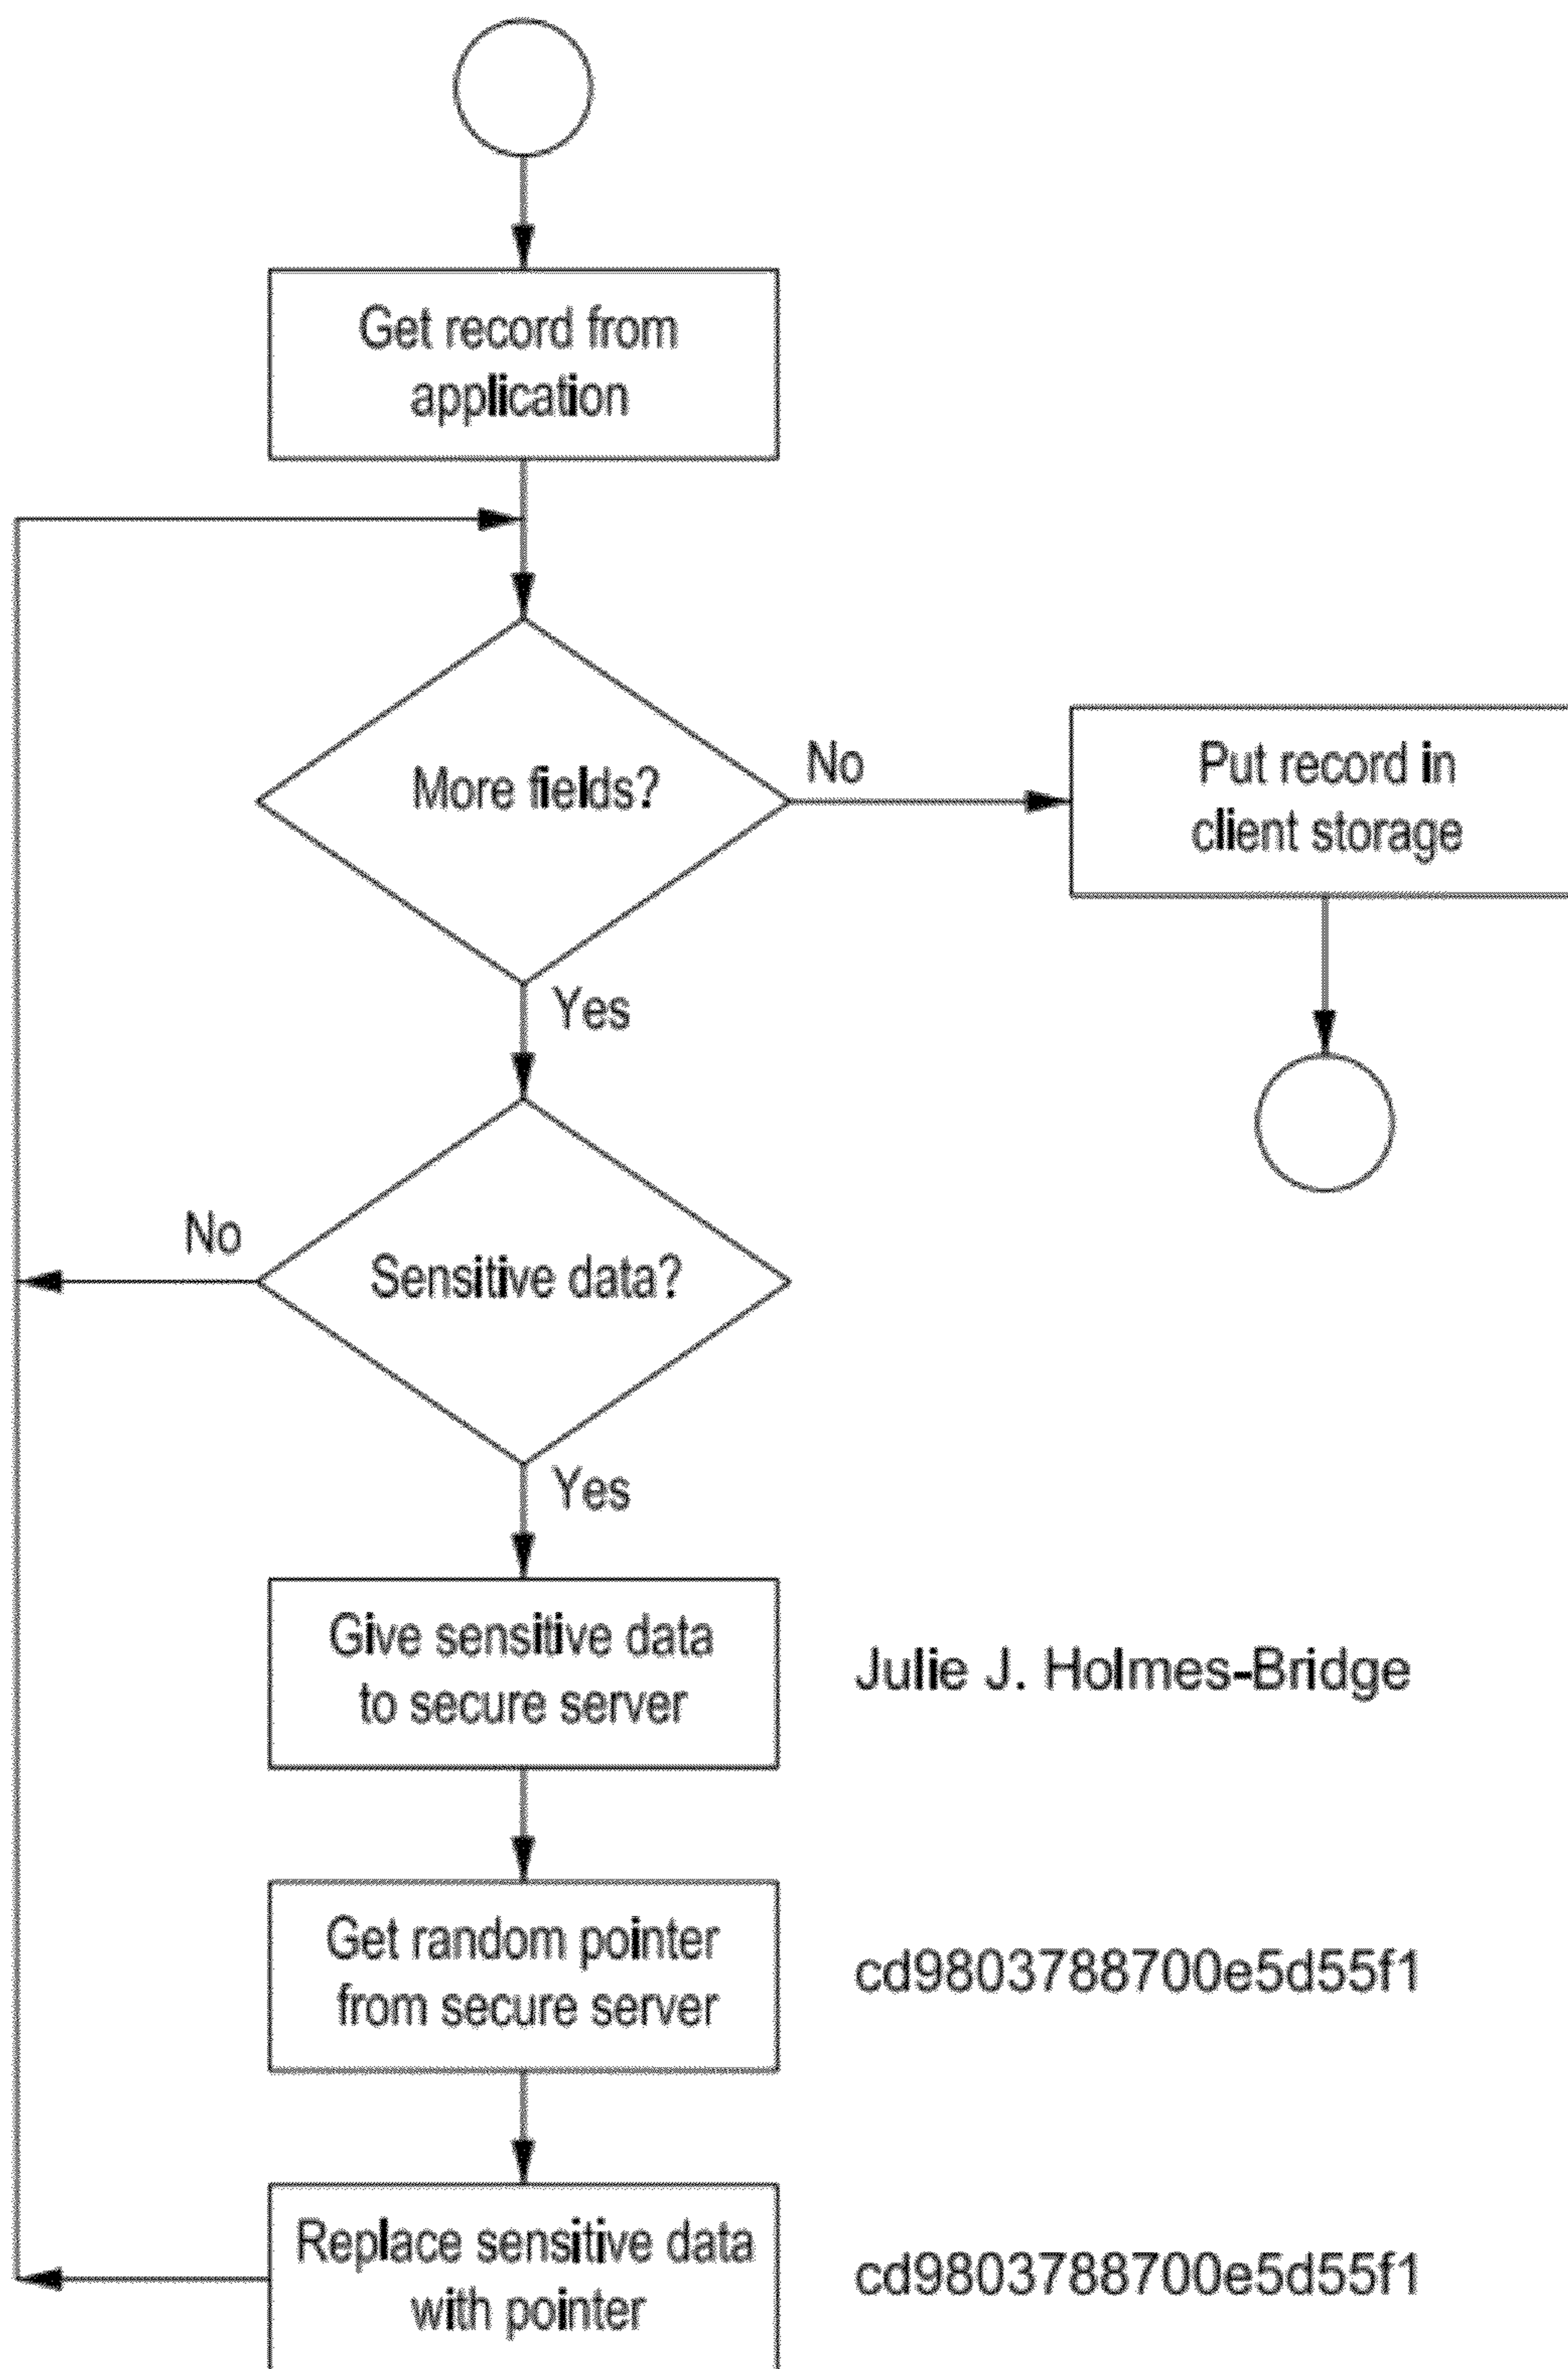 Get record from
application
More fields?
No
Put record in
client storage
Yes
No
Sensitive data?
Yes
Give sensitive data
to secure server
Julie J. Holmes-Bridge
Get random pointer
from secure server
cd9803788700e5d55f1
Replace sensitive data
with pointer
cd9803788700e5d55f1